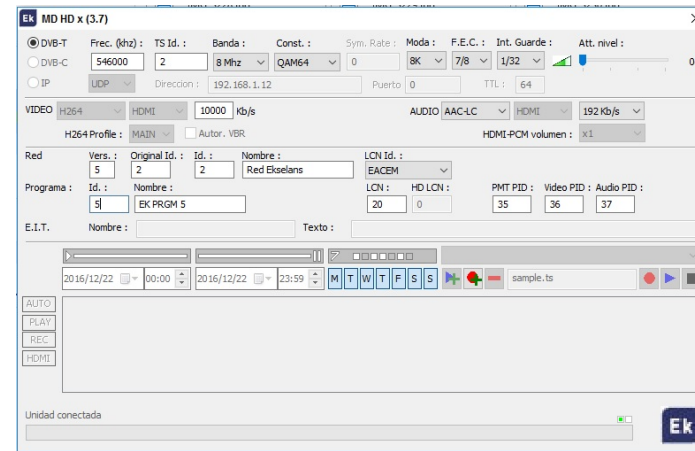 Ek MD HD x (3.7)
DVB-T Frec. (khz) : TS Id. : Banda : Const. : Sym. Rate : Moda : F.E.C. : Int. Guarde : Att. nivel :
DVB-C 546000 2 8 Mhz QAM64 0 8K 7/8 1/32 0
IP UDP Direccion : 192.168.1.12 Puerto 0 TTL : 64
VIDEO H264 HDMI 10000 Kb/s AUDIO AAC-LC HDMI 192 Kb/s
H264 Profile : MAIN Autor. VBR HDMI-PCM volumen : x1
Red Vers. : Original Id. : Id. : Nombre : LCN Id. :
5 2 2 Red Ekselans EACEM
Programa : Id. : Nombre : LCN : HD LCN : PMT PID : Video PID : Audio PID :
5 EK PRGM 5 20 0 35 36 37
E.I.T. Nombre : Texto :
2016/12/22 00:00 2016/12/22 23:59 M T W T F S S sample.ts
AUTO
PLAY
REC
HDMI
Unidad conectada
Ek